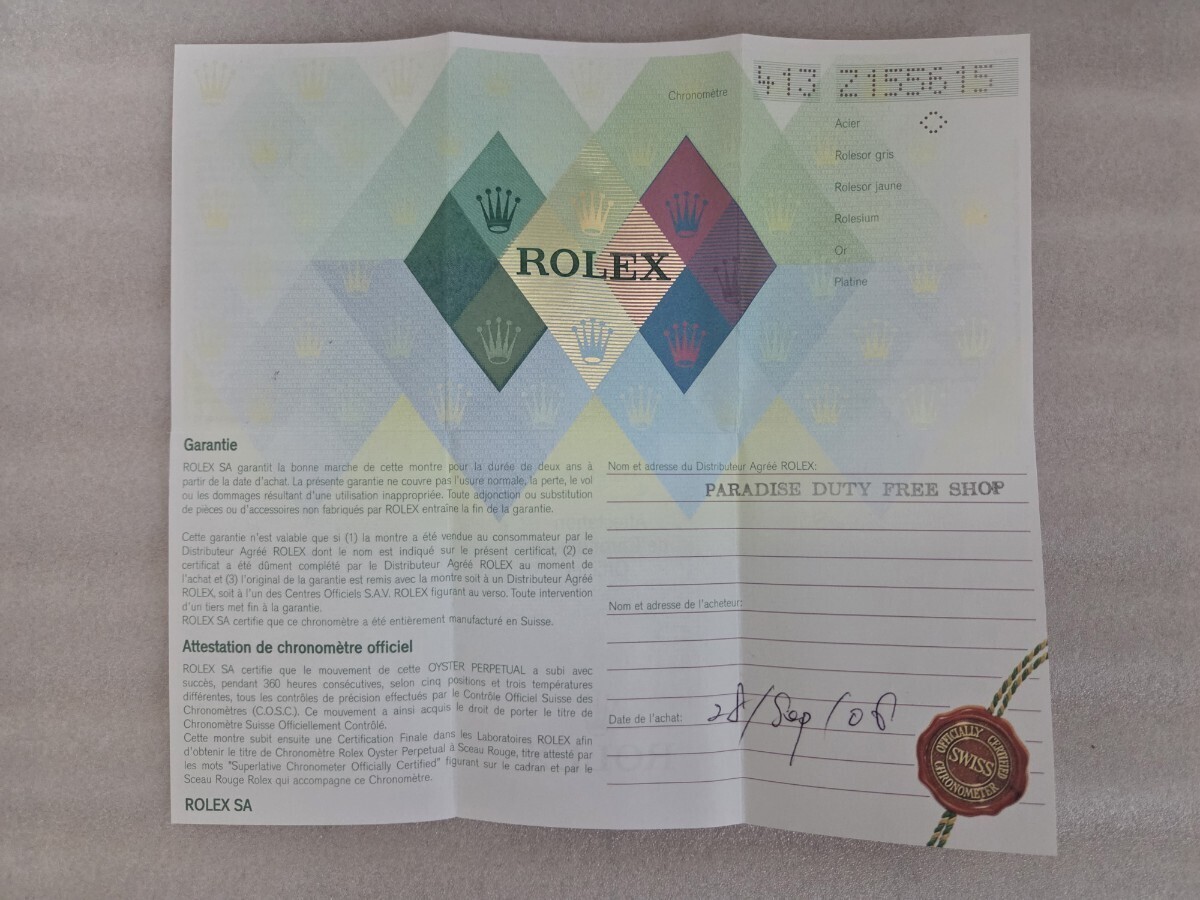 413 2155615
Chronomètre
Acier
Rolesor gris
Rolesor jaune
Rolesium
Or
Platine
ROLEX
Garantie
ROLEX SA garantit la bonne marche de cette montre pour la durée de deux ans à
partir de la date d'achat. La présente garantie ne couvre pas l'usure normale, la perte, le vol
ou les dommages résultant d'une utilisation inappropriée. Toute adjonction ou substitution
de pièces ou d'accessoires non fabriqués par ROLEX entraîne la fin de la garantie.
Cette garantie n'est valable que si (1) la montre a été vendue au consommateur par le
Distributeur Agréé ROLEX dont le nom est indiqué sur le présent certificat, (2) ce
certificat a été dûment complété par le Distributeur Agréé ROLEX au moment de
l'achat et (3) l'original de la garantie est remis avec la montre soit à un Distributeur Agréé
ROLEX, soit à l'un des Centres Officiels S.A.V. ROLEX figurant au verso. Toute intervention
d'un tiers met fin à la garantie.
ROLEX SA certifie que ce chronomètre a été entièrement manufacturé en Suisse.
Attestation de chronomètre officiel
ROLEX SA certifie que le mouvement de cette OYSTER PERPETUAL a subi avec
succès, pendant 360 heures consécutives, selon cinq positions et trois températures
différentes, tous les contrôles de précision effectués par le Contrôle Officiel Suisse des
Chronomètres (C.O.S.C.). Ce mouvement a ainsi acquis le droit de porter le titre de
Chronomètre Suisse Officiellement Contrôlé.
Cette montre subit ensuite une Certification Finale dans les Laboratoires ROLEX afin
d'obtenir le titre de Chronomètre Rolex Oyster Perpetual à Sceau Rouge, titre attesté par
les mots "Superlative Chronometer Officially Certified" figurant sur le cadran et par le
Sceau Rouge Rolex qui accompagne ce Chronomètre.
ROLEX SA
Nom et adresse du Distributeur Agréé ROLEX:
PARADISE DUTY FREE SHOP
Nom et adresse de l'acheteur:
Date de l'achat: 28/Sep/06
OFFICIALLY CERTIFIED
SWISS
CHRONOMETER